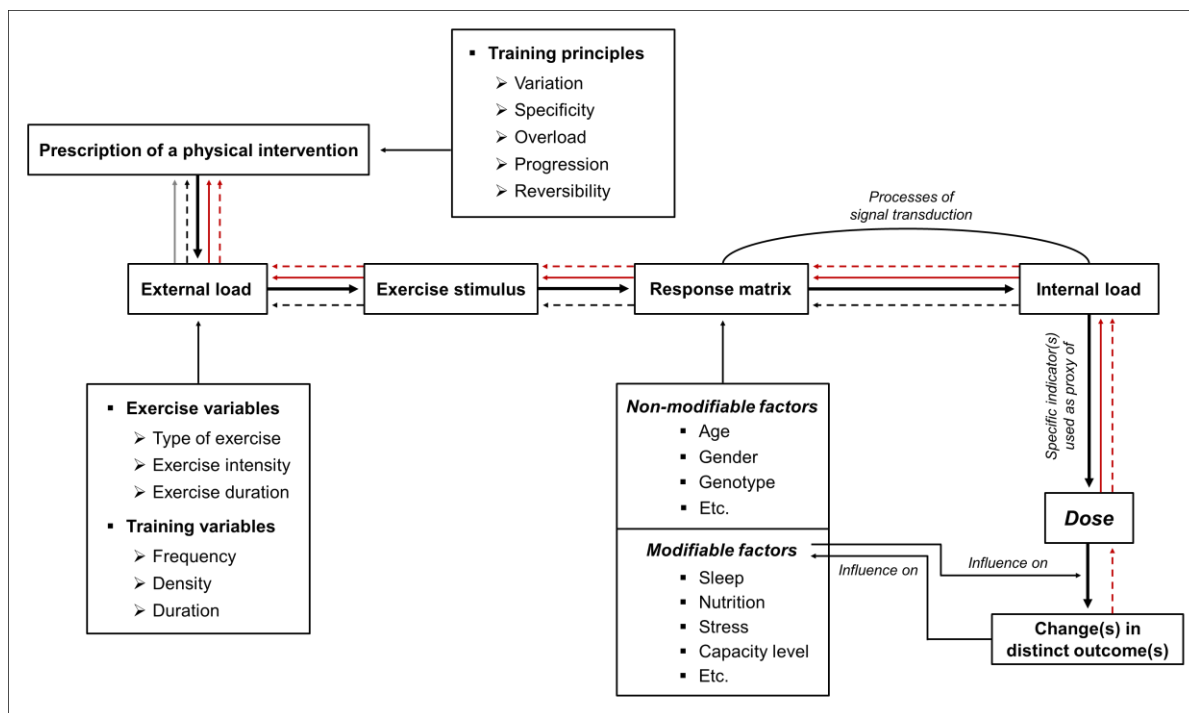 ▪ Training principles
➢ Variation
➢ Specificity
➢ Overload
➢ Progression
➢ Reversibility
Prescription of a physical intervention
Processes of
signal transduction
External load
Exercise stimulus
Response matrix
Internal load
Specific indicator(s)
used as proxy of
▪ Exercise variables
➢ Type of exercise
➢ Exercise intensity
➢ Exercise duration
▪ Training variables
➢ Frequency
➢ Density
➢ Duration
Non-modifiable factors
▪ Age
▪ Gender
▪ Genotype
▪ Etc.
Modifiable factors
▪ Sleep
▪ Nutrition
▪ Stress
▪ Capacity level
▪ Etc.
Influence on
Influence on
Dose
Change(s) in
distinct outcome(s)